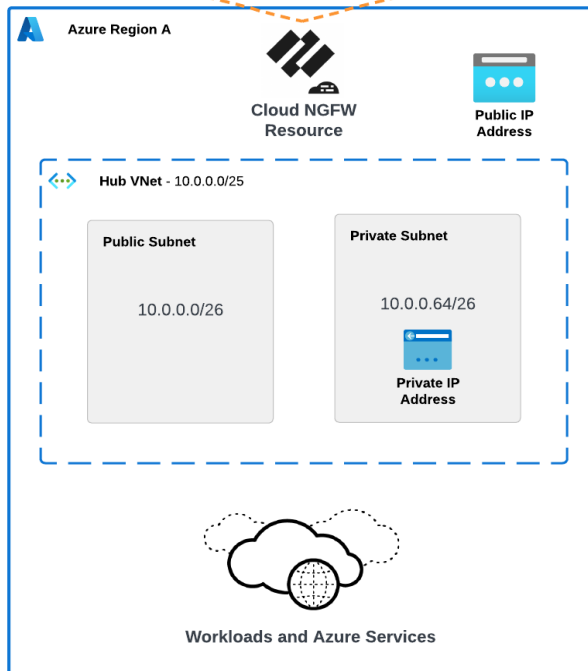 Azure Region A
Cloud NGFW
Resource
Public IP
Address
Hub VNet - 10.0.0.0/25
Public Subnet
10.0.0.0/26
Private Subnet
10.0.0.64/26
Private IP
Address
Workloads and Azure Services